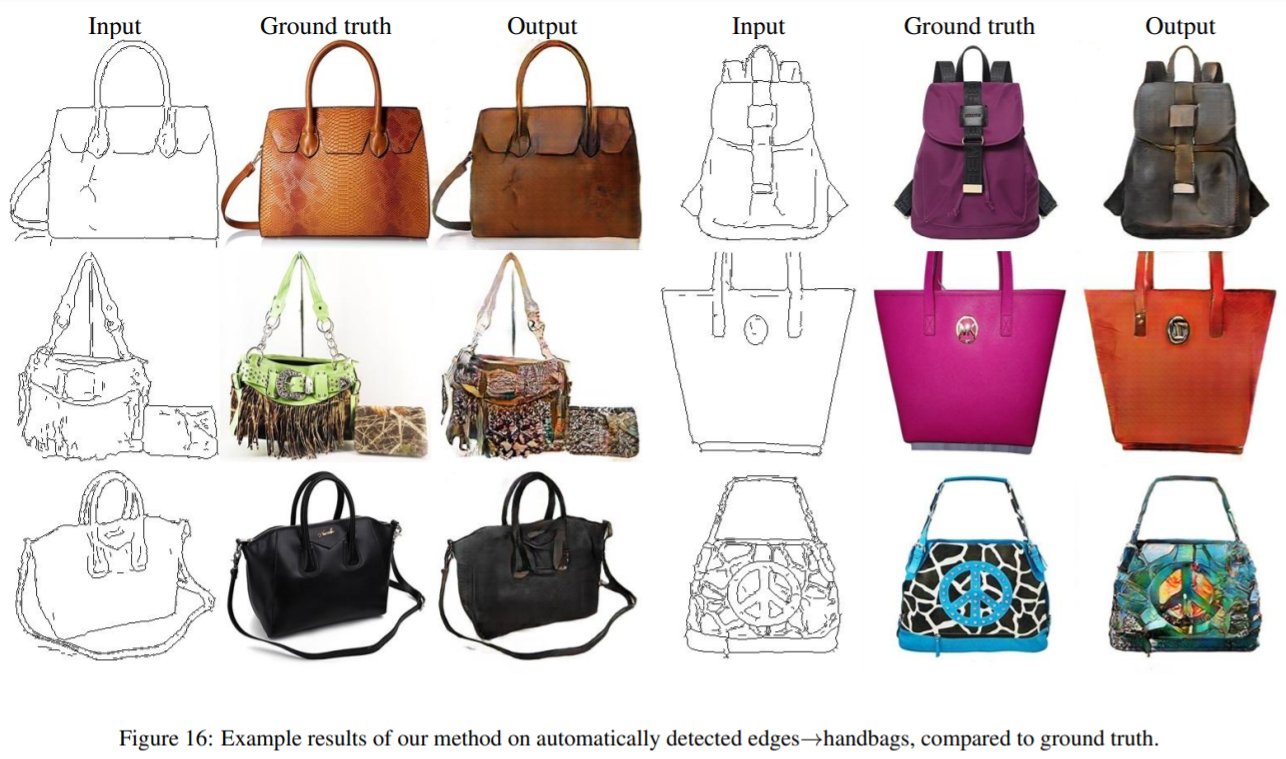 Input Ground truth Output Input Ground truth Output
MK
Figure 16: Example results of our method on automatically detected edges→handbags, compared to ground truth.